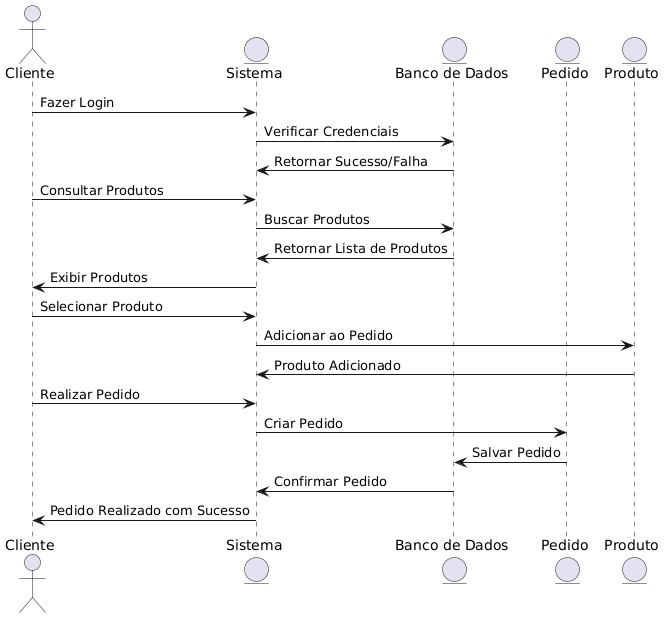 Cliente
Sistema
Banco de Dados
Pedido
Produto
Fazer Login
Verificar Credenciais
Retornar Sucesso/Falha
Consultar Produtos
Buscar Produtos
Retornar Lista de Produtos
Exibir Produtos
Selecionar Produto
Adicionar ao Pedido
Produto Adicionado
Realizar Pedido
Criar Pedido
Salvar Pedido
Confirmar Pedido
Pedido Realizado com Sucesso
Cliente
Sistema
Banco de Dados
Pedido
Produto